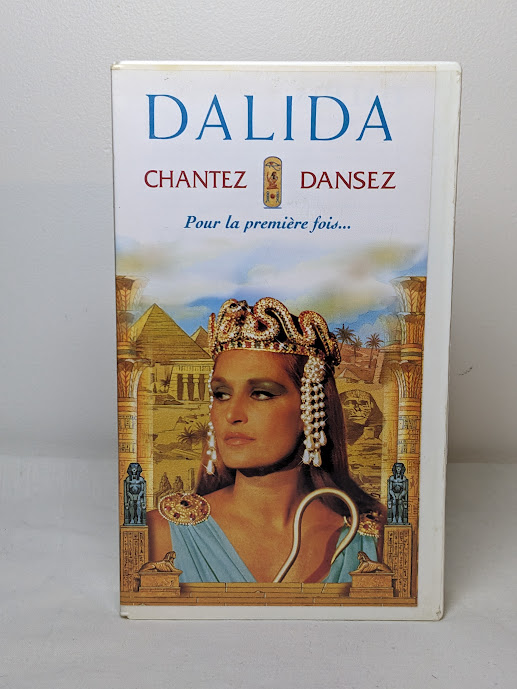 DALIDA
CHANTEZ DANSEZ
Pour la première fois...